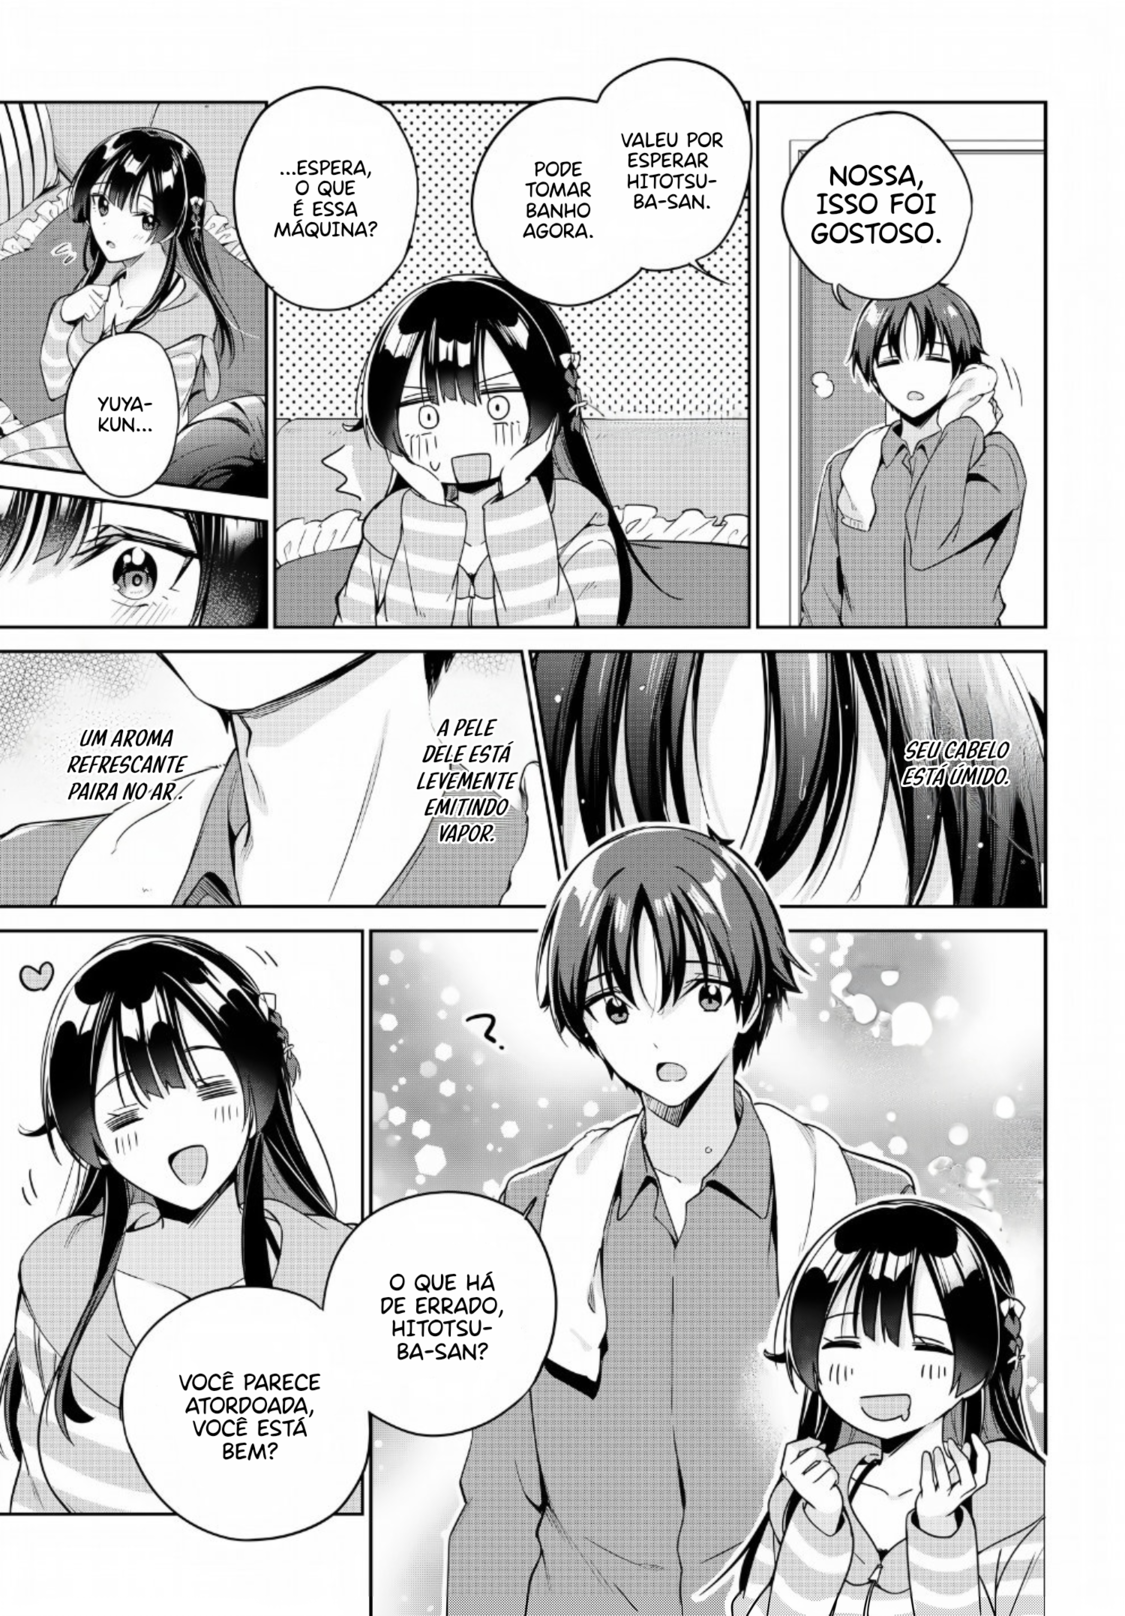 NOSSA,
ISSO FOI
GOSTOSO.
VALEU POR
ESPERAR
HITOTSU-
BA-SAN.
PODE
TOMAR
BANHO
AGORA.
...ESPERA,
O QUE
É ESSA
MÁQUINA?
YUYA-
KUN...
SEU CABELO
ESTÁ ÚMIDO.
A PELE
DELE ESTÁ
LEVEMENTE
EMITINDO
VAPOR.
UM AROMA
REFRESCANTE
PAIRA NO AR.
?
O QUE HÁ
DE ERRADO,
HITOTSU-
BA-SAN?
VOCÊ PARECE
ATORDOADA,
VOCÊ ESTÁ
BEM?